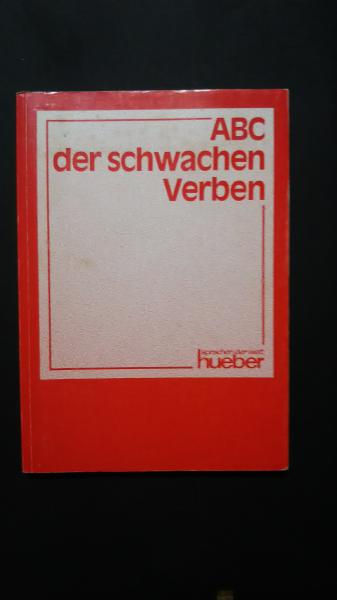 ABC
der schwachen
Verben
sprachen der welt
hueber